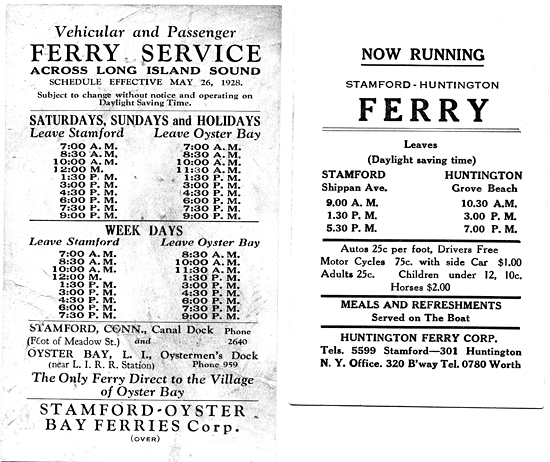 Vehicular and Passenger
FERRY SERVICE
ACROSS LONG ISLAND SOUND
SCHEDULE EFFECTIVE MAY 26, 1928.
Subject to change without notice and operating on
Daylight Saving Time.
SATURDAYS, SUNDAYS and HOLIDAYS
Leave Stamford Leave Oyster Bay
7:00 A. M. 7:00 A. M.
8:30 A. M. 8:30 A. M.
10:00 A. M. 10:00 A. M.
12:00 M. 11:30 A. M.
1:30 P. M. 1:30 P. M.
3:00 P. M. 3:00 P. M.
4:30 P. M. 4:30 P. M.
6:00 P. M. 6:00 P. M.
7:30 P. M. 7:30 P. M.
9:00 P. M. 9:00 P. M.
WEEK DAYS
Leave Stamford Leave Oyster Bay
7:00 A. M. 8:30 A. M.
8:30 A. M. 10:00 A. M.
10:00 A. M. 11:30 A. M.
12:00 M. 1:30 P. M.
1:30 P. M. 3:00 P. M.
3:00 P. M. 4:30 P. M.
4:30 P. M. 6:00 P. M.
6:00 P. M. 7:30 P. M.
7:30 P. M. 9:00 P. M.
STAMFORD, CONN., Canal Dock Phone
(Foot of Meadow St.) and 2640
OYSTER BAY, L. I., Oystermen's Dock
(near L. I. R. R. Station) Phone 959
The Only Ferry Direct to the Village
of Oyster Bay
STAMFORD-OYSTER
BAY FERRIES Corp.
(OVER)
NOW RUNNING
STAMFORD-HUNTINGTON
FERRY
Leaves
(Daylight saving time)
STAMFORD HUNTINGTON
Shippan Ave. Grove Beach
9.00 A. M. 10.30 A.M.
1.30 P. M. 3.00 P. M.
5.30 P. M. 7.00 P. M.
Autos 25c per foot, Drivers Free
Motor Cycles 75c. with side Car $1.00
Adults 25c. Children under 12, 10c.
Horses $2.00
MEALS AND REFRESHMENTS
Served on The Boat
HUNTINGTON FERRY CORP.
Tels. 5599 Stamford—301 Huntington
N. Y. Office. 320 B'way Tel. 0780 Worth